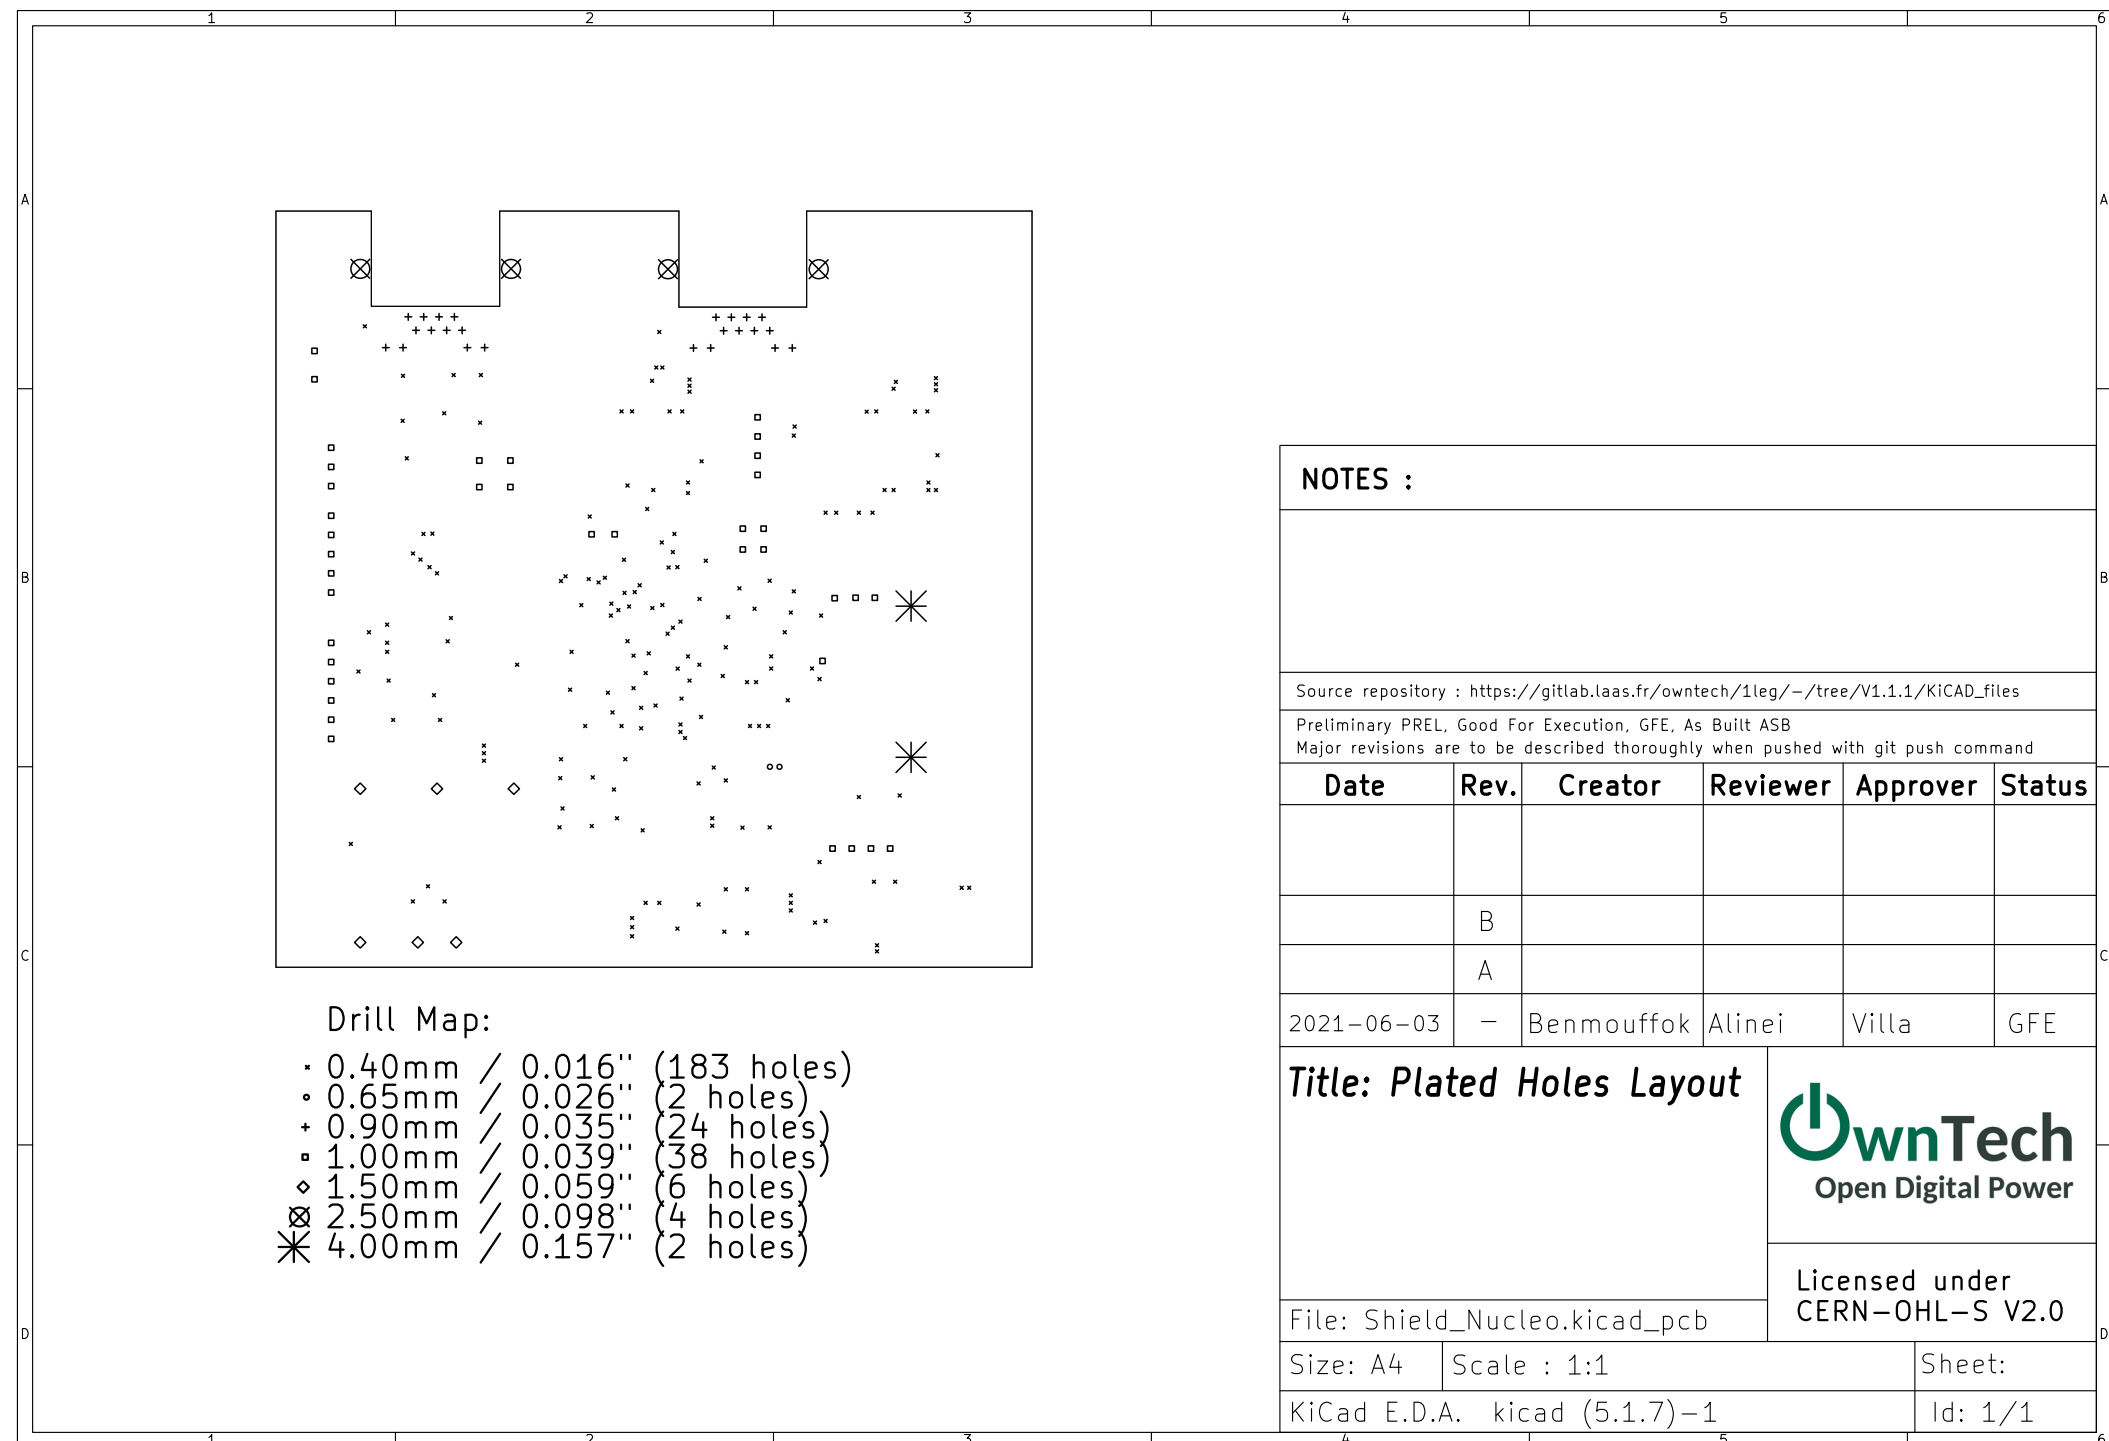 1 2 3 4 5 6
A A
B B
C C
D D
NOTES :
Source repository : https://gitlab.laas.fr/owntech/1leg/-/tree/V1.1.1/KiCAD_files
Preliminary PREL, Good For Execution, GFE, As Built ASB
Major revisions are to be described thoroughly when pushed with git push command
Date Rev. Creator Reviewer Approver Status
B
A
2021-06-03 - Benmouffok Alinei Villa GFE
Drill Map:
0.40mm / 0.016'' (183 holes)
0.65mm / 0.026'' (2 holes)
0.90mm / 0.035'' (24 holes)
1.00mm / 0.039'' (38 holes)
1.50mm / 0.059'' (6 holes)
2.50mm / 0.098'' (4 holes)
4.00mm / 0.157'' (2 holes)
Title: Plated Holes Layout
OwnTech
Open Digital Power
Licensed under
CERN-OHL-S V2.0
File: Shield_Nucleo.kicad_pcb
Size: A4 Scale : 1:1 Sheet:
KiCad E.D.A. kicad (5.1.7)-1 Id: 1/1
1 2 3 4 5 6